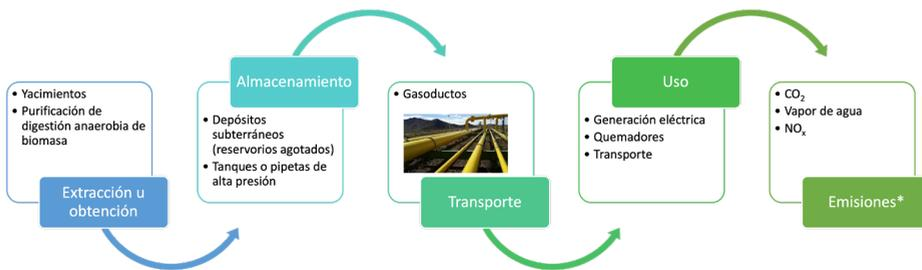 • Yacimientos
• Purificación de
digestión anaerobia de
biomasa
Extracción u
obtención
Almacenamiento
• Depósitos
subterráneos
(reservorios agotados)
• Tanques o pipetas de
alta presión
• Gasoductos
Transporte
Uso
• Generación eléctrica
• Quemadores
• Transporte
• CO₂
• Vapor de agua
• NOₓ
Emisiones*